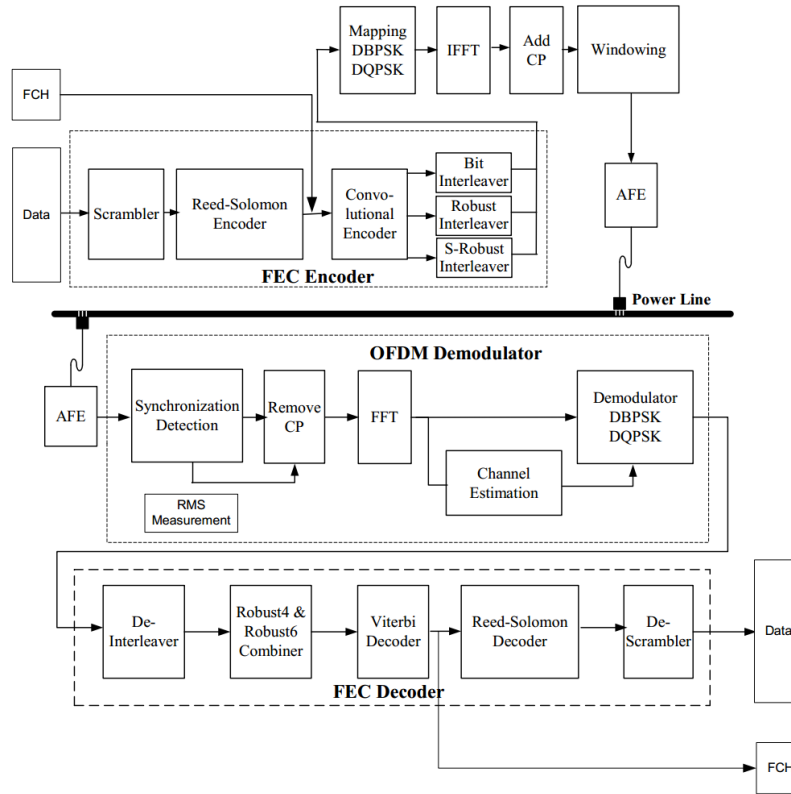 Mapping
DBPSK
DQPSK
IFFT
Add
CP
Windowing
FCH
Data
Scrambler
Reed-Solomon
Encoder
Convo-
lutional
Encoder
Bit
Interleaver
Robust
Interleaver
S-Robust
Interleaver
FEC Encoder
AFE
Power Line
OFDM Demodulator
AFE
Synchronization
Detection
Remove
CP
FFT
Demodulator
DBPSK
DQPSK
Channel
Estimation
RMS
Measurement
De-
Interleaver
Robust4 &
Robust6
Combiner
Viterbi
Decoder
Reed-Solomon
Decoder
De-
Scrambler
Data
FEC Decoder
FCH